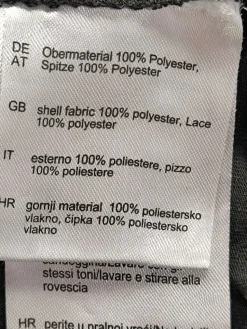 DE Obermaterial 100% Polyester,
AT Spitze 100% Polyester
GB shell fabric 100% polyester, Lace
100% polyester
IT esterno 100% poliestere, pizzo
100% poliestere
HR gornji material 100% poliestersko
vlakno, čipka 100% poliestersko
vlakno
stessi toni/lavare e stirare alla
rovescia
HR perite u